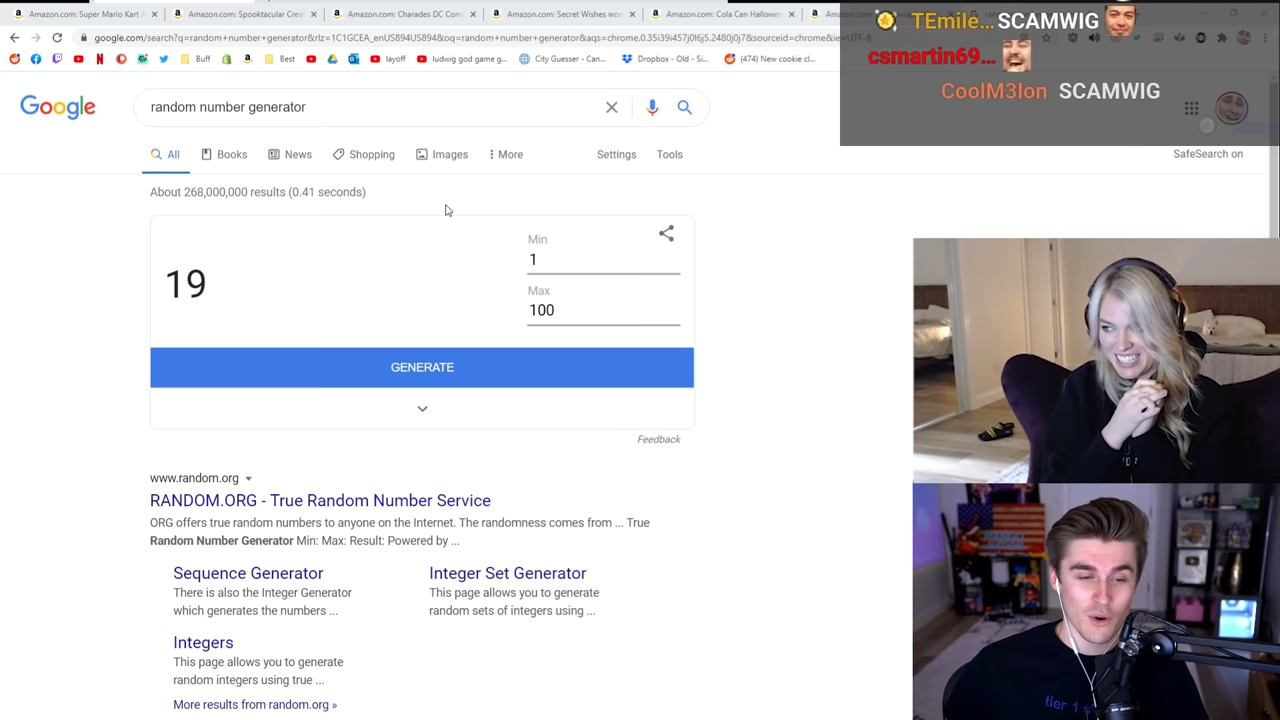 Amazon.com: Super Mario Kart A
Amazon.com: Spooktacular Crea
Amazon.com: Charades DC Com
Amazon.com: Secret Wishes wo
Amazon.com: Cola Can Hallowe
google.com/search?q=random+number+generator&rlz=1C1GCEA_enUS894US894&oq=random+number+generator&aqs=chrome.0.35i39i457j0l6j5.2480j0j7&sourceid=chrome&ie=UTF-8
Buff
Best
layoff
ludwig god game g...
City Guesser - Can...
Dropbox - Old - Si...
(474) New cookie cl...
TEmile... SCAMWIG
csmartin69...
CoolM3lon SCAMWIG
Google
random number generator
All
Books
News
Shopping
Images
More
Settings
Tools
SafeSearch on
About 268,000,000 results (0.41 seconds)
19
Min
1
Max
100
GENERATE
Feedback
www.random.org
RANDOM.ORG - True Random Number Service
ORG offers true random numbers to anyone on the Internet. The randomness comes from ... True
Random Number Generator Min: Max: Result: Powered by ...
Sequence Generator
There is also the Integer Generator
which generates the numbers ...
Integer Set Generator
This page allows you to generate
random sets of integers using ...
Integers
This page allows you to generate
random integers using true ...
More results from random.org »
tier 1